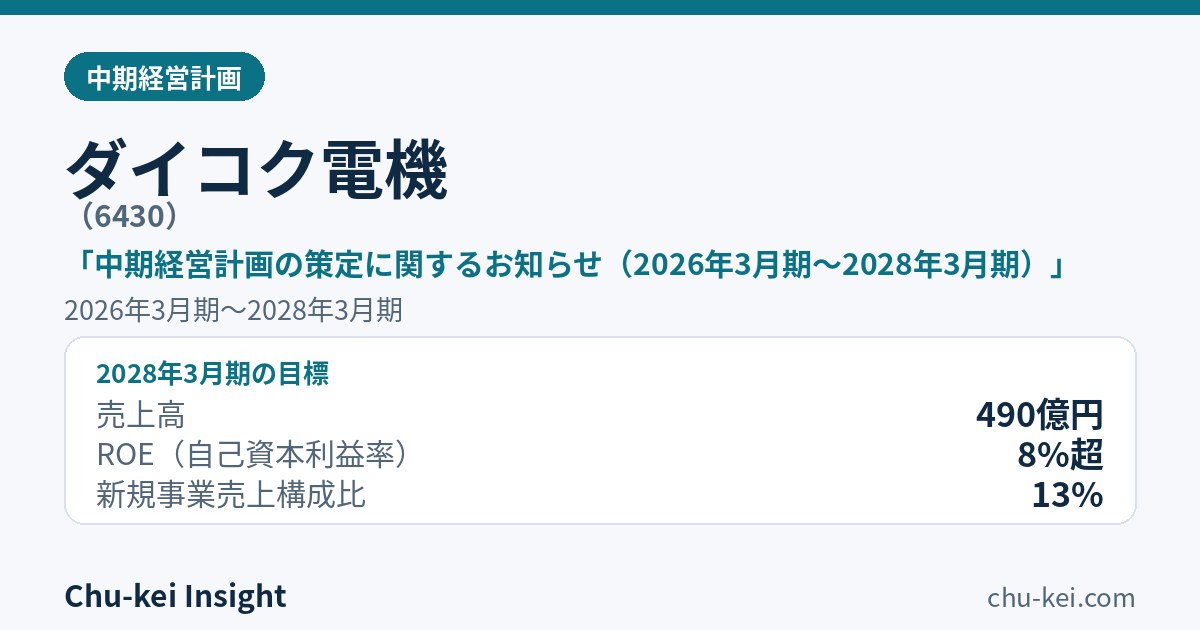 中期経営計画
ダイコク電機
（6430）
「中期経営計画の策定に関するお知らせ（2026年3月期～2028年3月期）」
2026年3月期～2028年3月期
2028年3月期の目標
売上高 490億円
ROE（自己資本利益率） 8%超
新規事業売上構成比 13%
Chu-kei Insight chu-kei.com